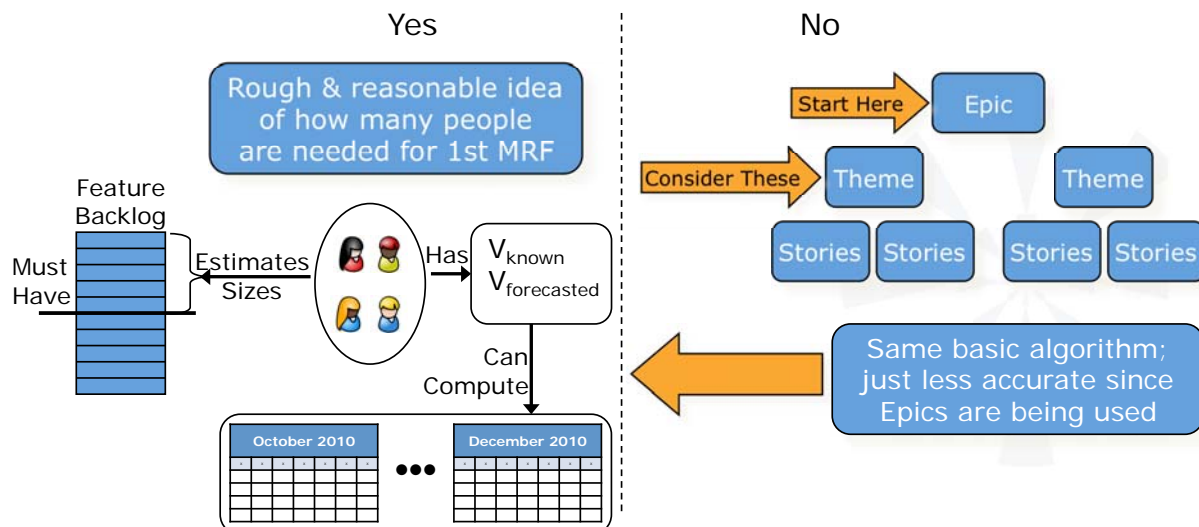 Yes
Rough & reasonable idea
of how many people
are needed for 1st MRF
Feature
Backlog
Must
Have
Estimates
Sizes
Has
Vknown
Vforecasted
Can
Compute
October 2010
December 2010
No
Start Here
Epic
Consider These
Theme
Theme
Stories
Stories
Stories
Stories
Same basic algorithm;
just less accurate since
Epics are being used